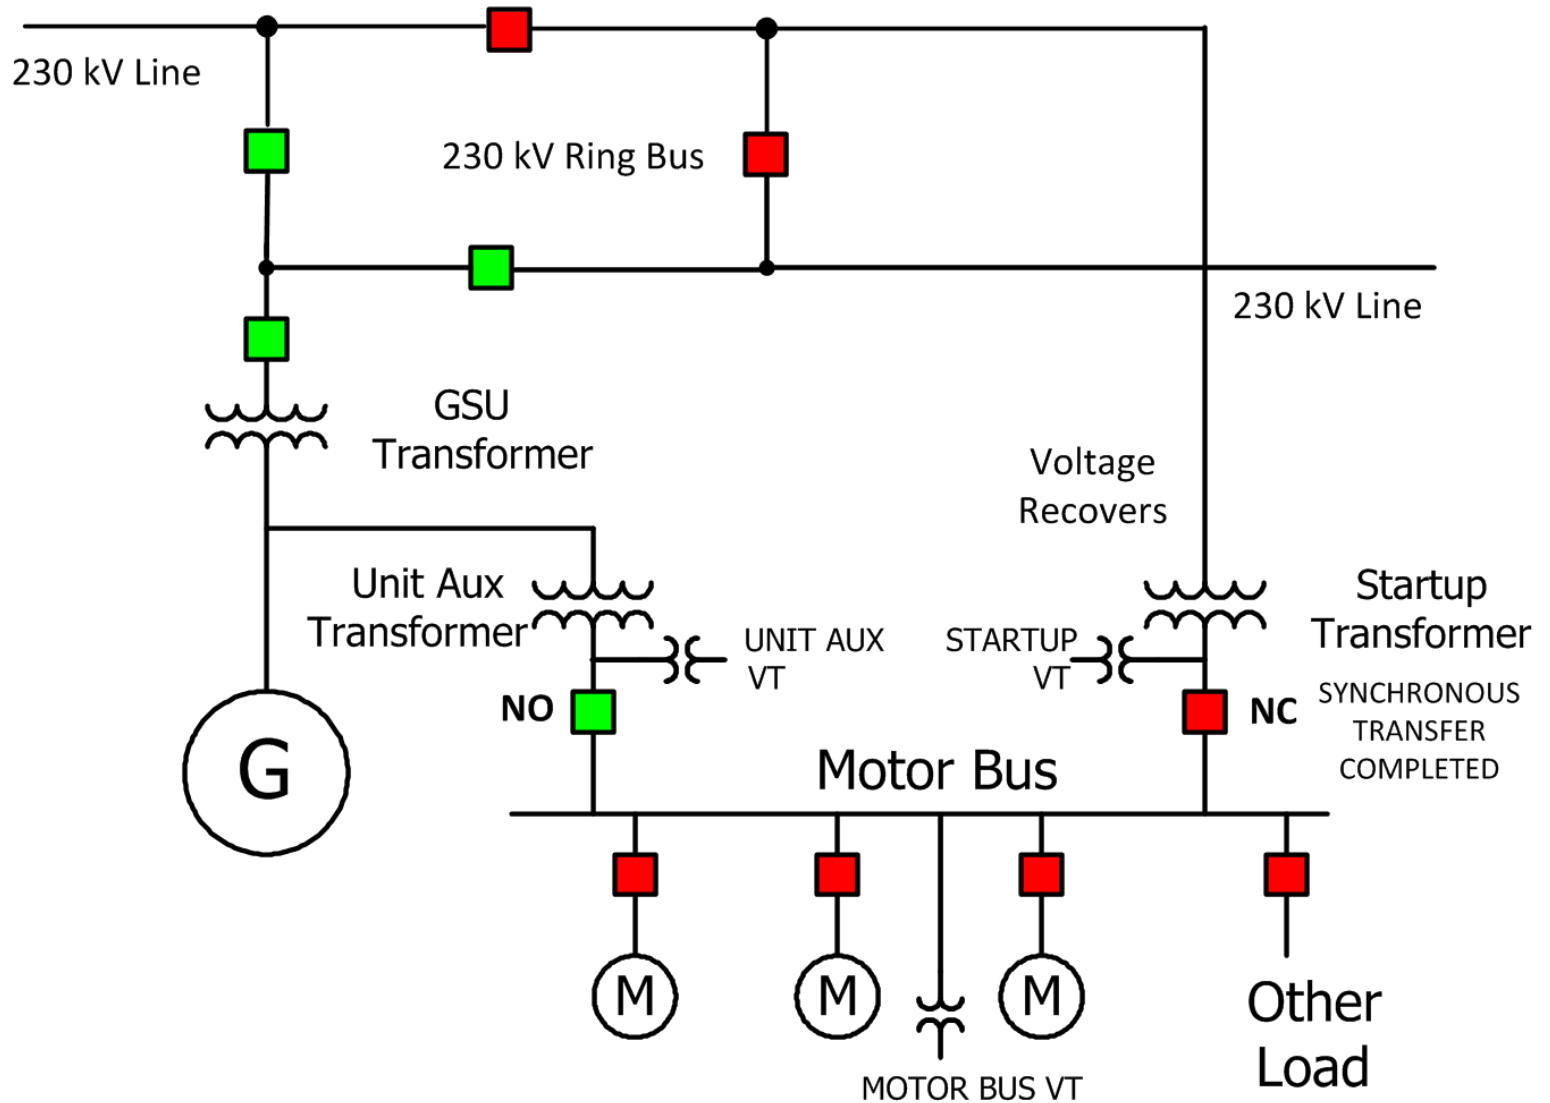 230 kV Line
230 kV Ring Bus
230 kV Line
GSU
Transformer
Voltage
Recovers
Unit Aux
Transformer
UNIT AUX
VT
STARTUP
VT
Startup
Transformer
NO
NC
SYNCHRONOUS
TRANSFER
COMPLETED
G
Motor Bus
M
M
M
MOTOR BUS VT
Other
Load